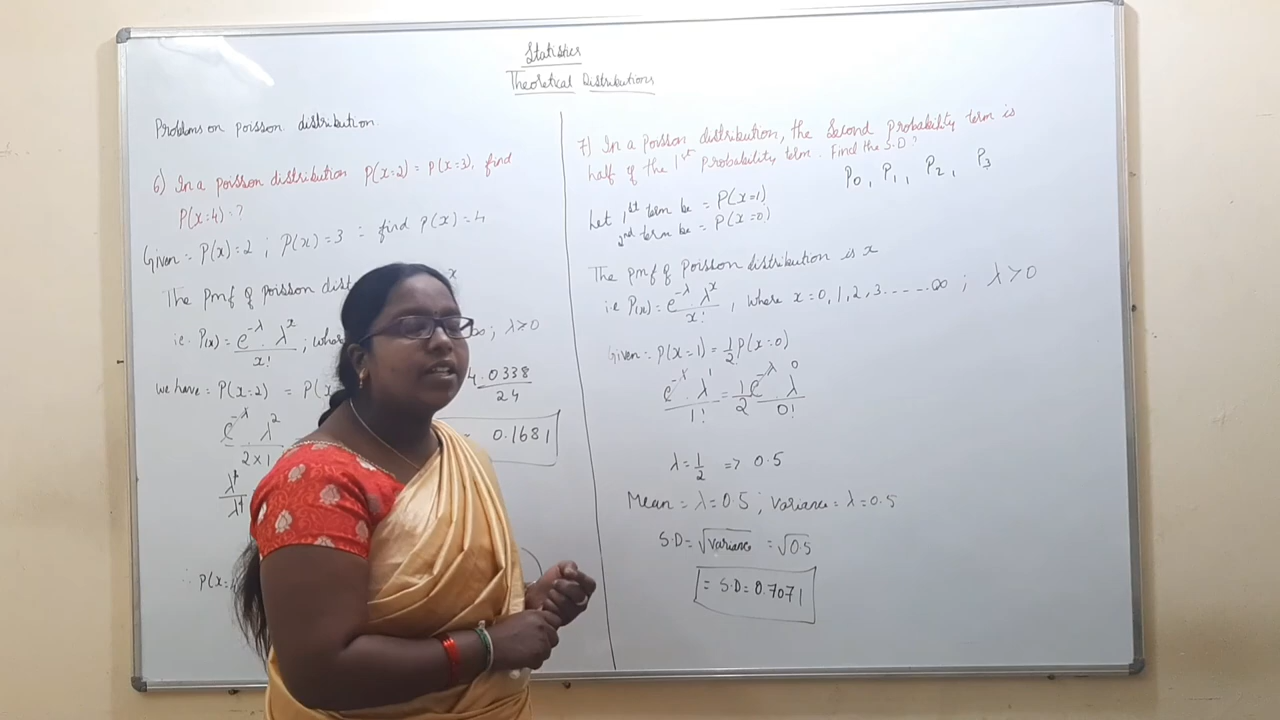 Statistics
Theoretical Distributions
Problems on poisson distribution.
6) In a poisson distribution P(x=2) = P(x=3), find
P(x=4) = ?
Given:- P(x)=2 ; P(x)=3 :- find P(x)=4
The pmf of poisson dist x
i.e. P(x) = e^-λ . λ^x / x! ; where ∞ ; λ>0
we have:- P(x=2) = P(x
e^-λ . λ^2 / 2×1
4.0338 / 24
= 0.1681
∴ P(x=4
7) In a poisson distribution, the second probability term is
half of the 1st probability term. Find the S.D?
P0, P1, P2, P3
Let 1st term be = P(x=1)
2nd term be = P(x=0)
The pmf of poisson distribution is x
i.e P(x) = e^-λ . λ^x / x! , where x=0,1,2,3.......∞ ; λ>0
Given:- P(x=1) = 1/2 P(x=0)
e^-λ . λ^1 / 1! = 1/2 e^-λ . λ^0 / 0!
λ = 1/2 => 0.5
Mean = λ = 0.5 ; Variance = λ = 0.5
S.D = √variance = √0.5
= S.D = 0.7071